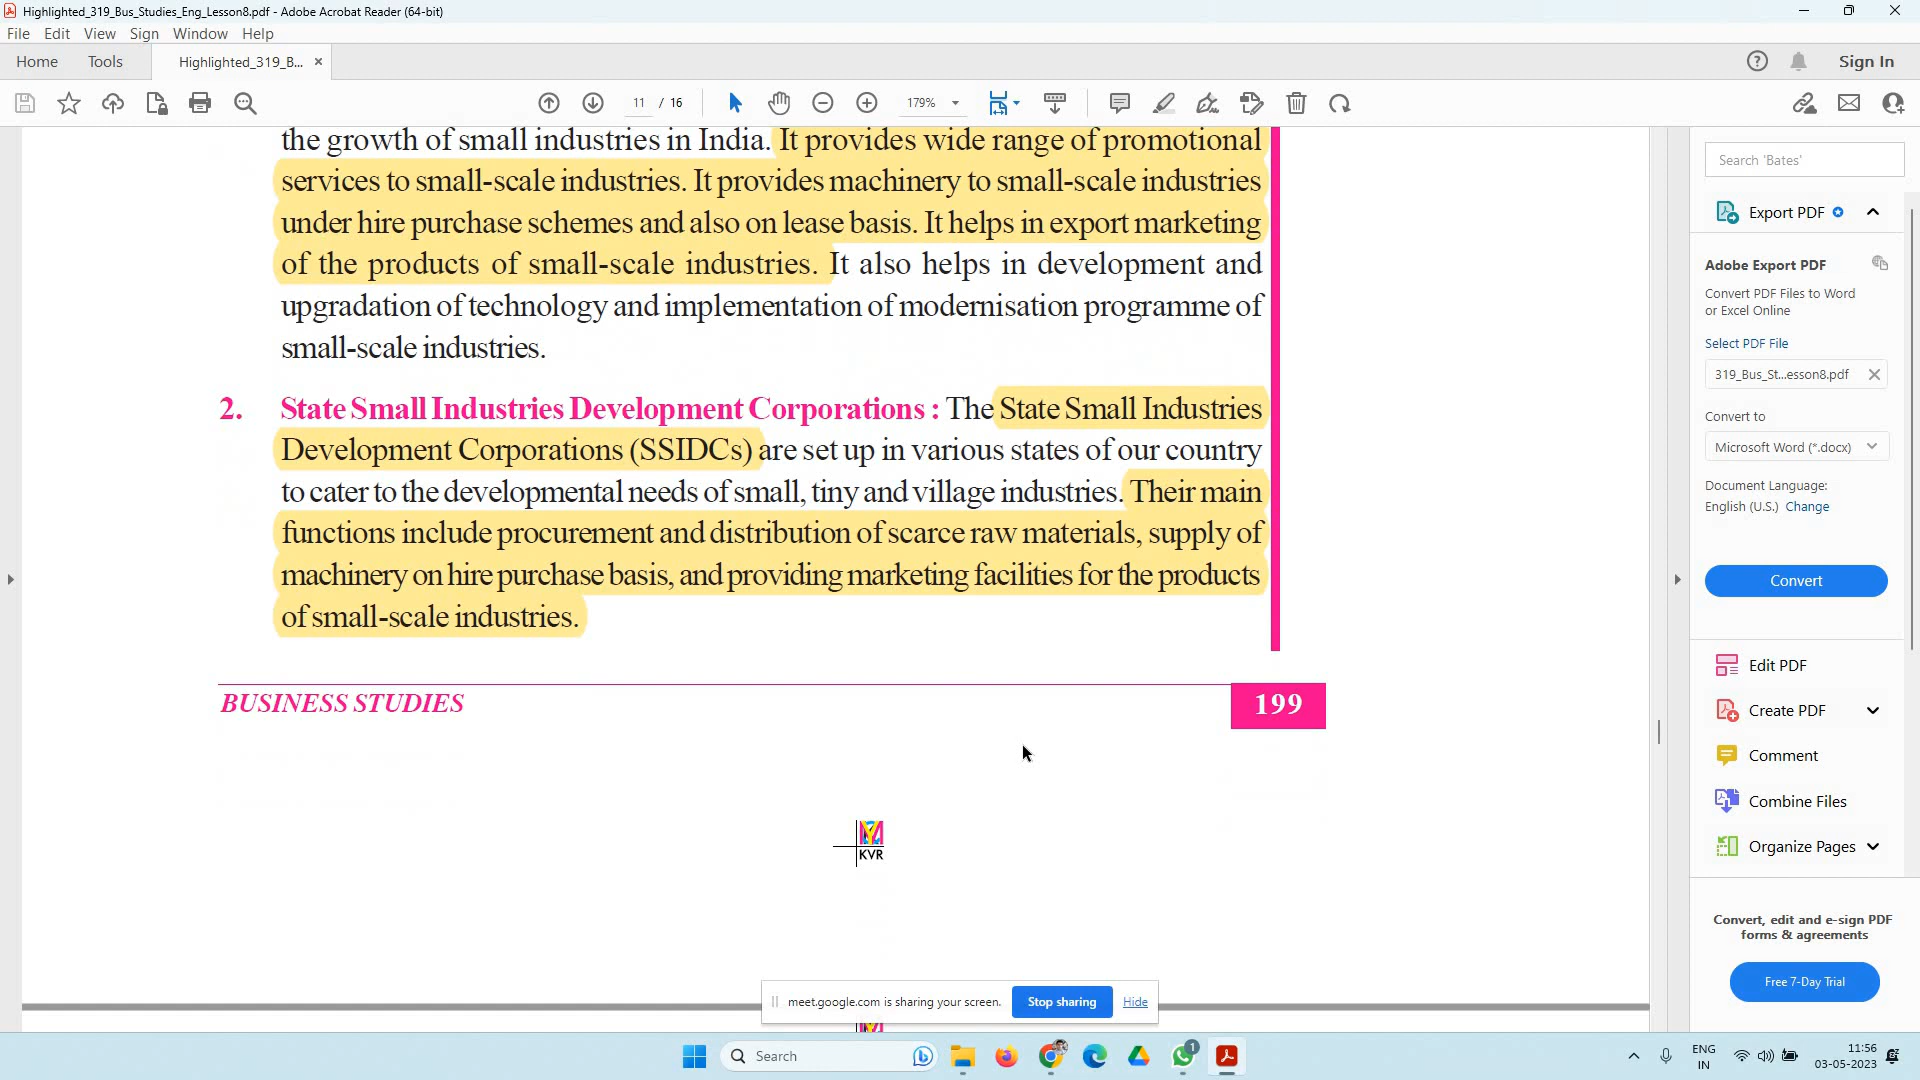 Highlighted_319_Bus_Studies_Eng_Lesson8.pdf - Adobe Acrobat Reader (64-bit)
File Edit View Sign Window Help
Home Tools Highlighted_319_B... × Sign In
11 / 16 179%
the growth of small industries in India. It provides wide range of promotional
services to small-scale industries. It provides machinery to small-scale industries
under hire purchase schemes and also on lease basis. It helps in export marketing
of the products of small-scale industries. It also helps in development and
upgradation of technology and implementation of modernisation programme of
small-scale industries.
2. State Small Industries Development Corporations : The State Small Industries
Development Corporations (SSIDCs) are set up in various states of our country
to cater to the developmental needs of small, tiny and village industries. Their main
functions include procurement and distribution of scarce raw materials, supply of
machinery on hire purchase basis, and providing marketing facilities for the products
of small-scale industries.
BUSINESS STUDIES 199
KVR
Search 'Bates'
Export PDF
Adobe Export PDF
Convert PDF Files to Word
or Excel Online
Select PDF File
319_Bus_St...esson8.pdf
Convert to
Microsoft Word (*.docx)
Document Language:
English (U.S.) Change
Convert
Edit PDF
Create PDF
Comment
Combine Files
Organize Pages
Convert, edit and e-sign PDF
forms & agreements
Free 7-Day Trial
meet.google.com is sharing your screen. Stop sharing Hide
Search
1
ENG
IN
11:56
03-05-2023